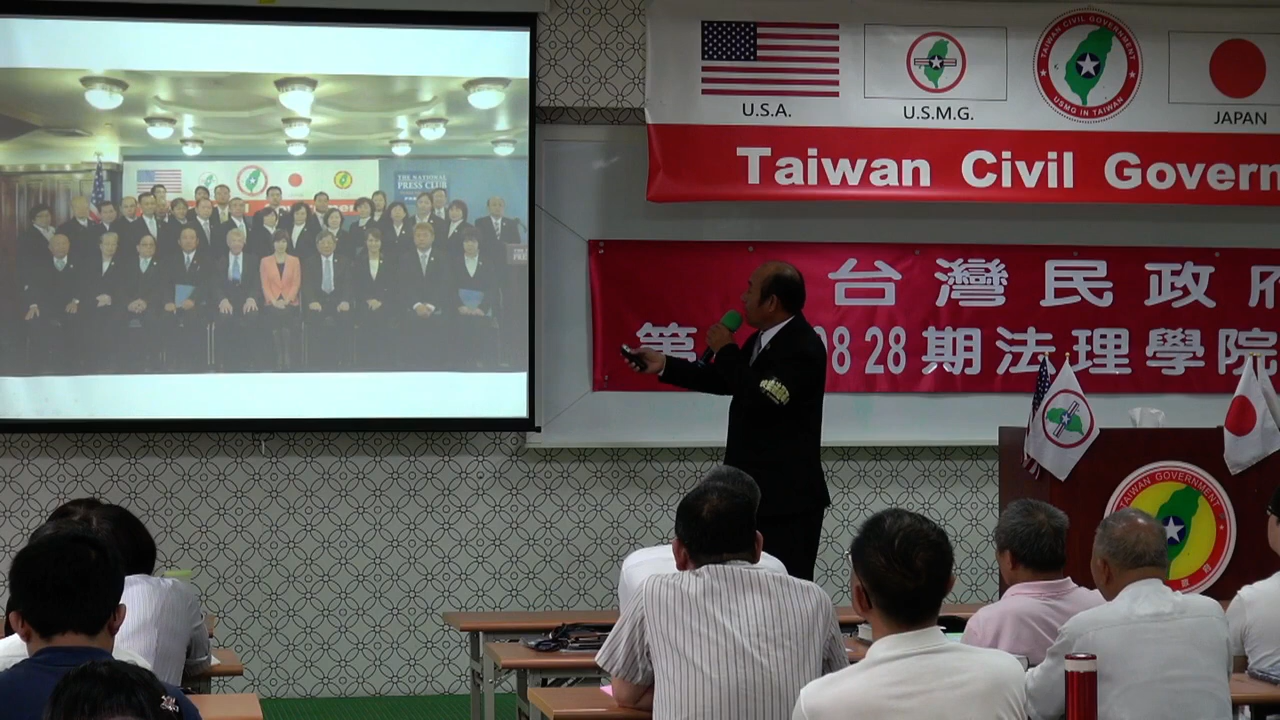 THE NATIONAL
PRESS CLUB
U.S.A.
U.S.M.G.
TAIWAN CIVIL GOVERNMENT
USMG IN TAIWAN
JAPAN
Taiwan Civil Govern
台灣民政府
第 08 28 期法理學院
TAIWAN GOVERNMENT